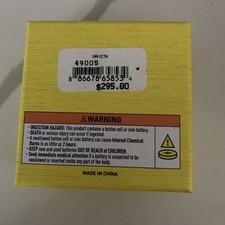 INVICTA
49005
8 86678 65853 4
$295.00
WARNING
• INGESTION HAZARD: This product contains a button cell or coin battery.
• DEATH or serious injury can occur if ingested.
• A swallowed button cell or coin battery can cause Internal Chemical
Burns in as little as 2 hours.
• KEEP new and used batteries OUT OF REACH of CHILDREN.
• Seek immediate medical attention if a battery is suspected to be
swallowed or inserted inside any part of the body.
MADE IN CHINA